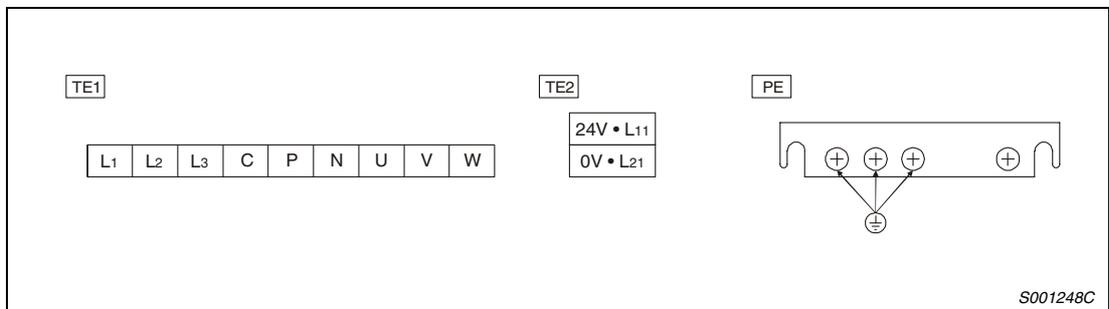 TE1
TE2
PE
L1 L2 L3 C P N U V W
24V • L11
0V • L21
S001248C